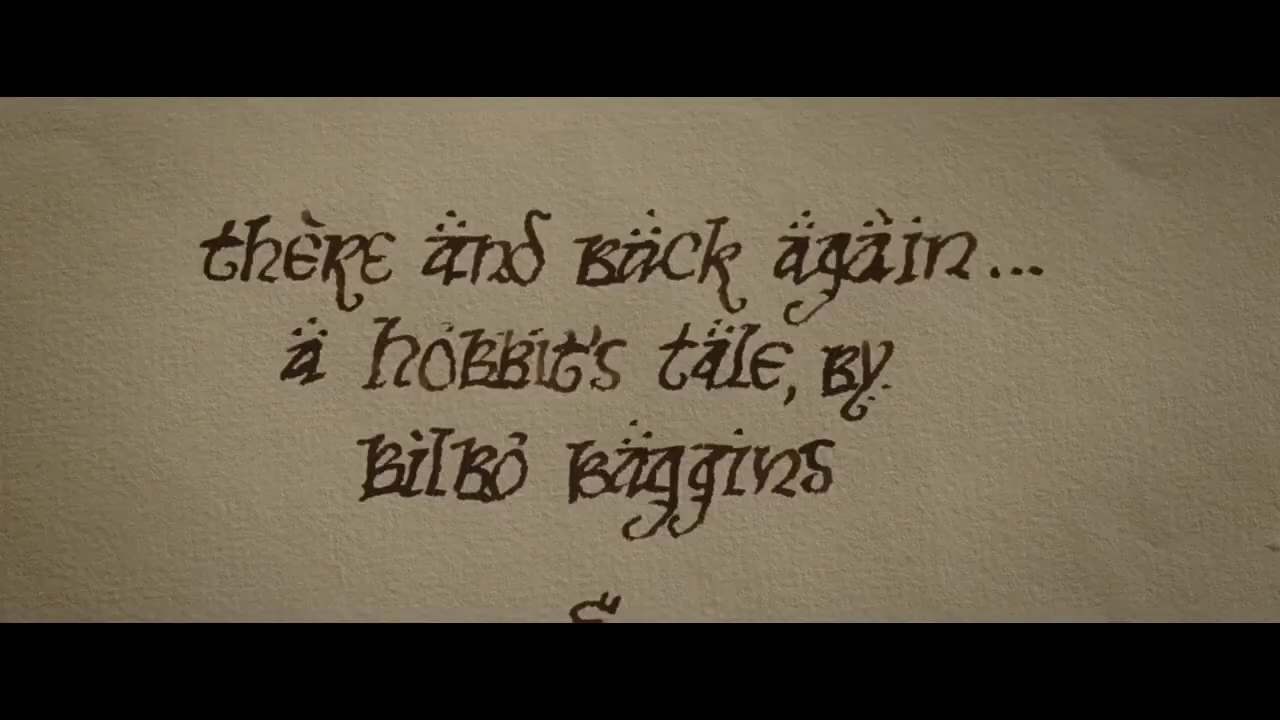 there and back again...
a hobbit's tale, by
bilbo baggins